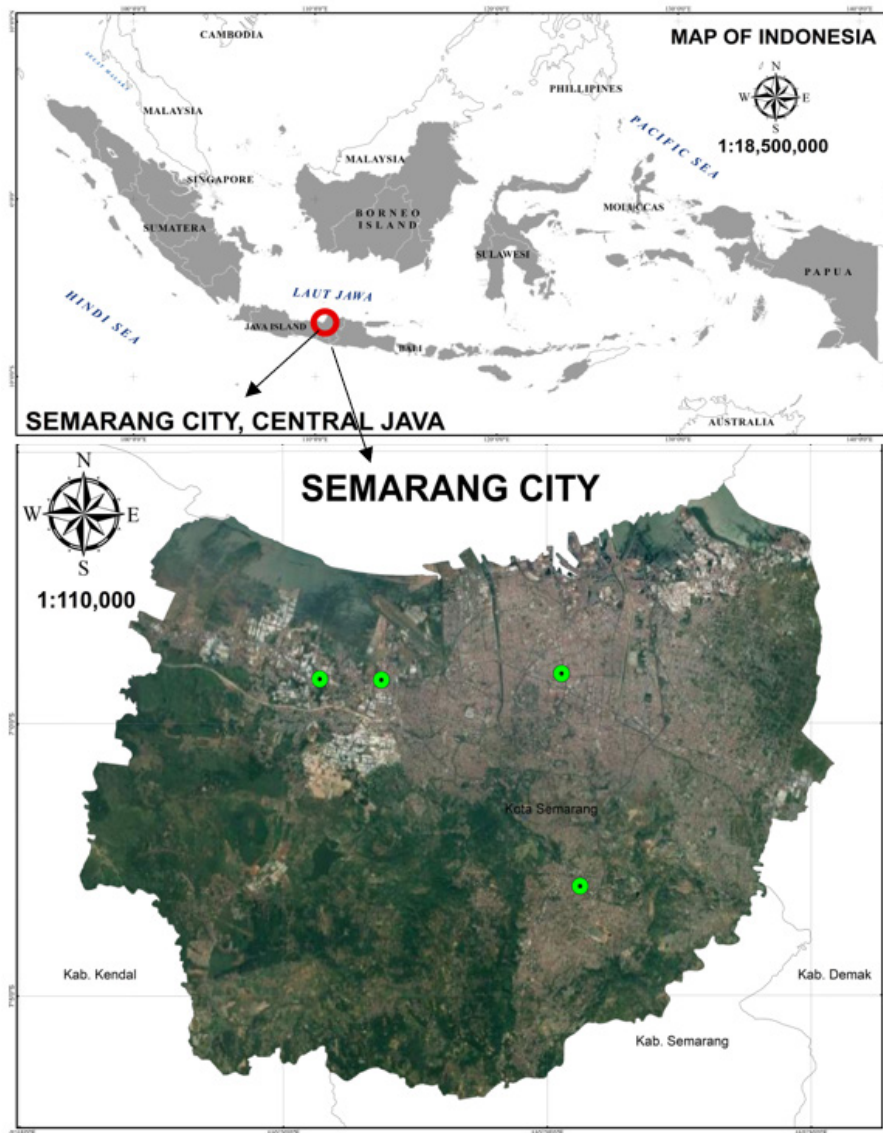 CAMBODIA
MAP OF INDONESIA
SELAT MALAKA
N
W E
S
1:18,500,000
PHILLIPINES
MALAYSIA
PACIFIC SEA
MALAYSIA
SINGAPORE
MOLUCCAS
BORNEO
ISLAND
SUMATERA
SULAWESI
PAPUA
LAUT JAWA
HINDI SEA
JAVA ISLAND
BALI
SEMARANG CITY, CENTRAL JAVA
AUSTRALIA
N
W E
S
SEMARANG CITY
1:110,000
Kota Semarang
Kab. Kendal
Kab. Demak
Kab. Semarang